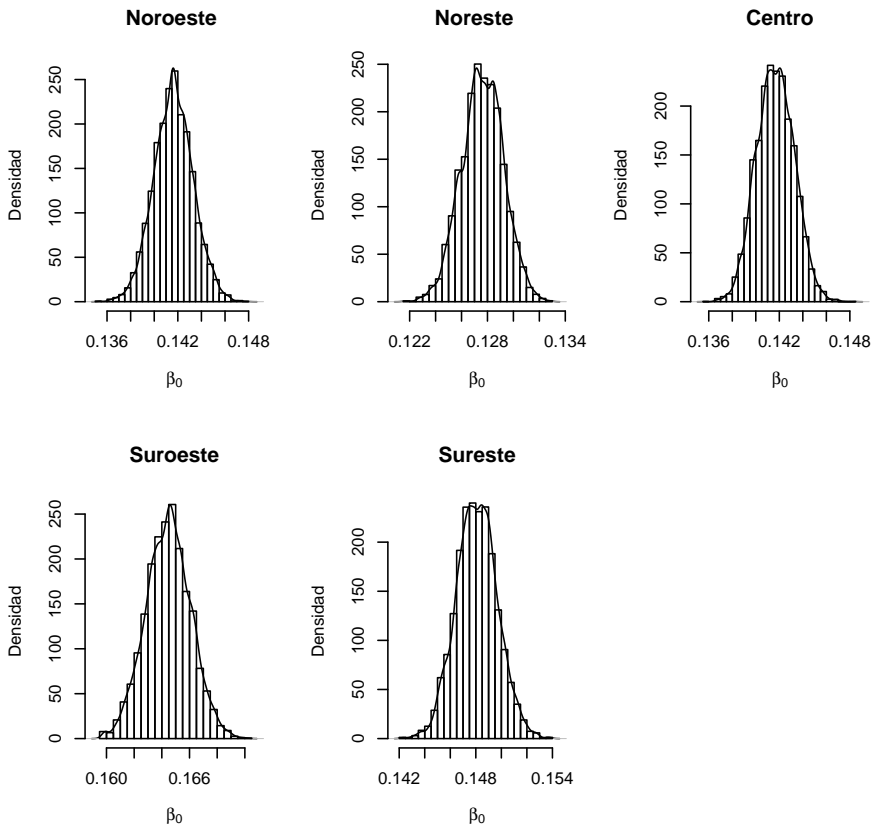 Noroeste
Densidad
0 50 100 150 200 250
0.136 0.142 0.148
β0
Noreste
Densidad
0 50 100 150 200 250
0.122 0.128 0.134
β0
Centro
Densidad
0 50 100 150 200
0.136 0.142 0.148
β0
Suroeste
Densidad
0 50 100 150 200 250
0.160 0.166
β0
Sureste
Densidad
0 50 100 150 200
0.142 0.148 0.154
β0